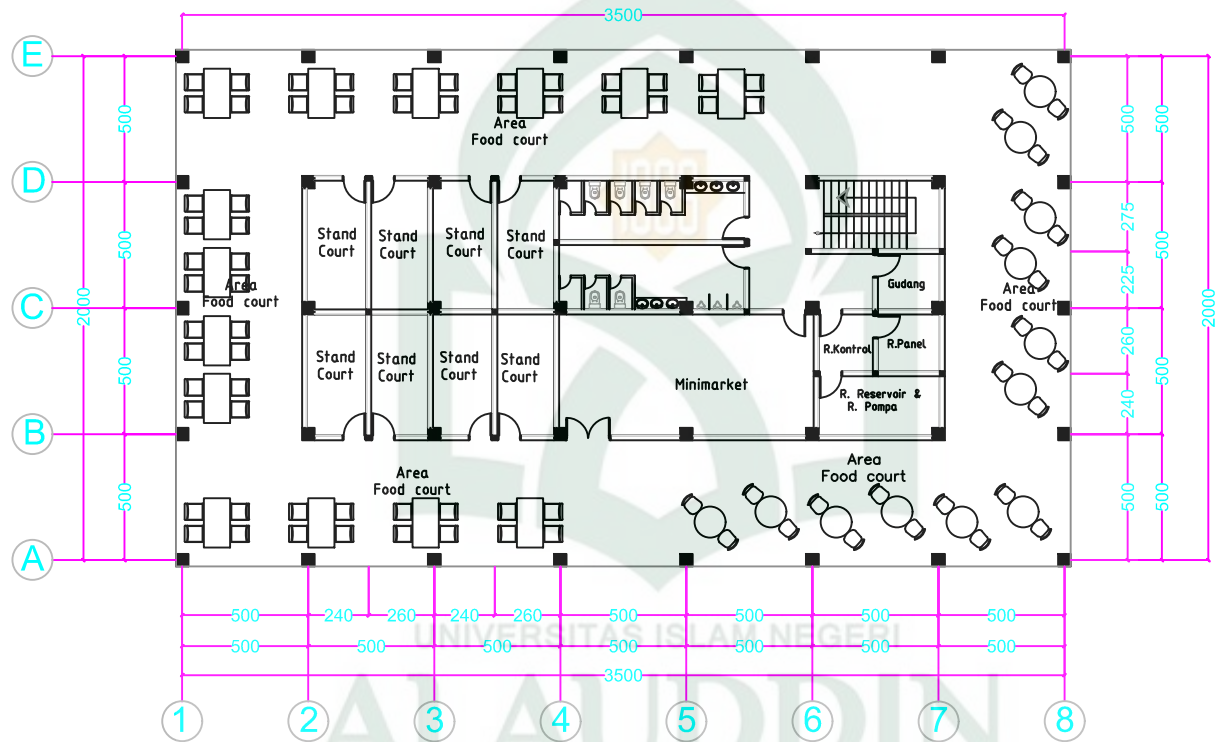 3500
E
D
C
B
A
500
500
500
500
2000
Area
Food court
Area
Food court
Stand
Court
Stand
Court
Stand
Court
Stand
Court
Stand
Court
Stand
Court
Stand
Court
Stand
Court
Minimarket
Gudang
R.Kontrol
R.Panel
R. Reservoir &
R. Pompa
Area
Food court
Area
Food court
Area
Food court
500
275
225
260
240
500
500
500
500
500
2000
500 240 260 240 260 500 500 500 500
500 500 500 500 500 500 500
3500
UNIVERSITAS ISLAM NEGERI
ALAUDDIN
1 2 3 4 5 6 7 8